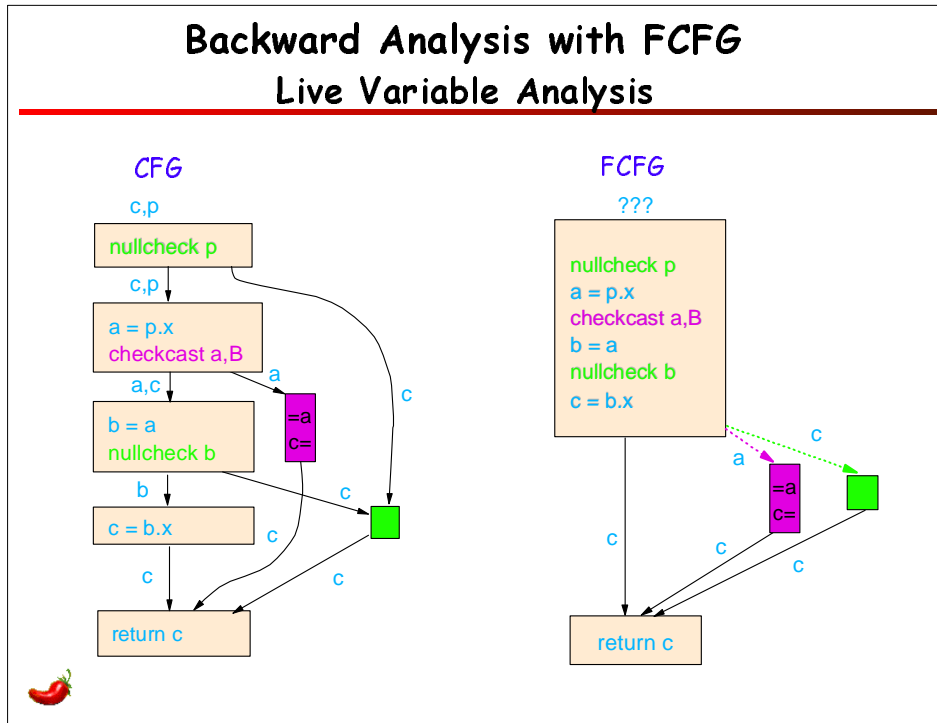 Backward Analysis with FCFG
Live Variable Analysis
CFG
c,p
nullcheck p
c,p
a = p.x
checkcast a,B
a,c
a
c
=a
c=
b = a
nullcheck b
b
c
c = b.x
c
c
c
return c
FCFG
???
nullcheck p
a = p.x
checkcast a,B
b = a
nullcheck b
c = b.x
a
c
=a
c=
c
c
c
return c